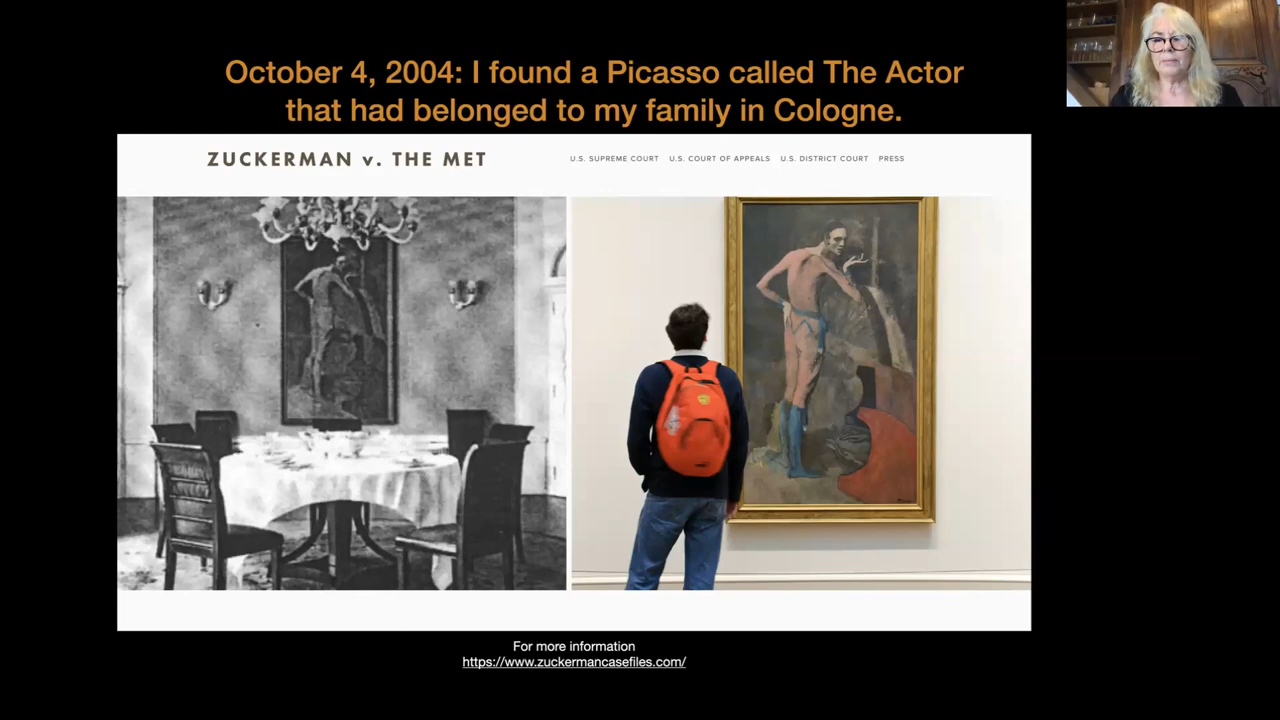 October 4, 2004: I found a Picasso called The Actor
that had belonged to my family in Cologne.
ZUCKERMAN v. THE MET
U.S. SUPREME COURT U.S. COURT OF APPEALS U.S. DISTRICT COURT PRESS
For more information
https://www.zuckermancasefiles.com/